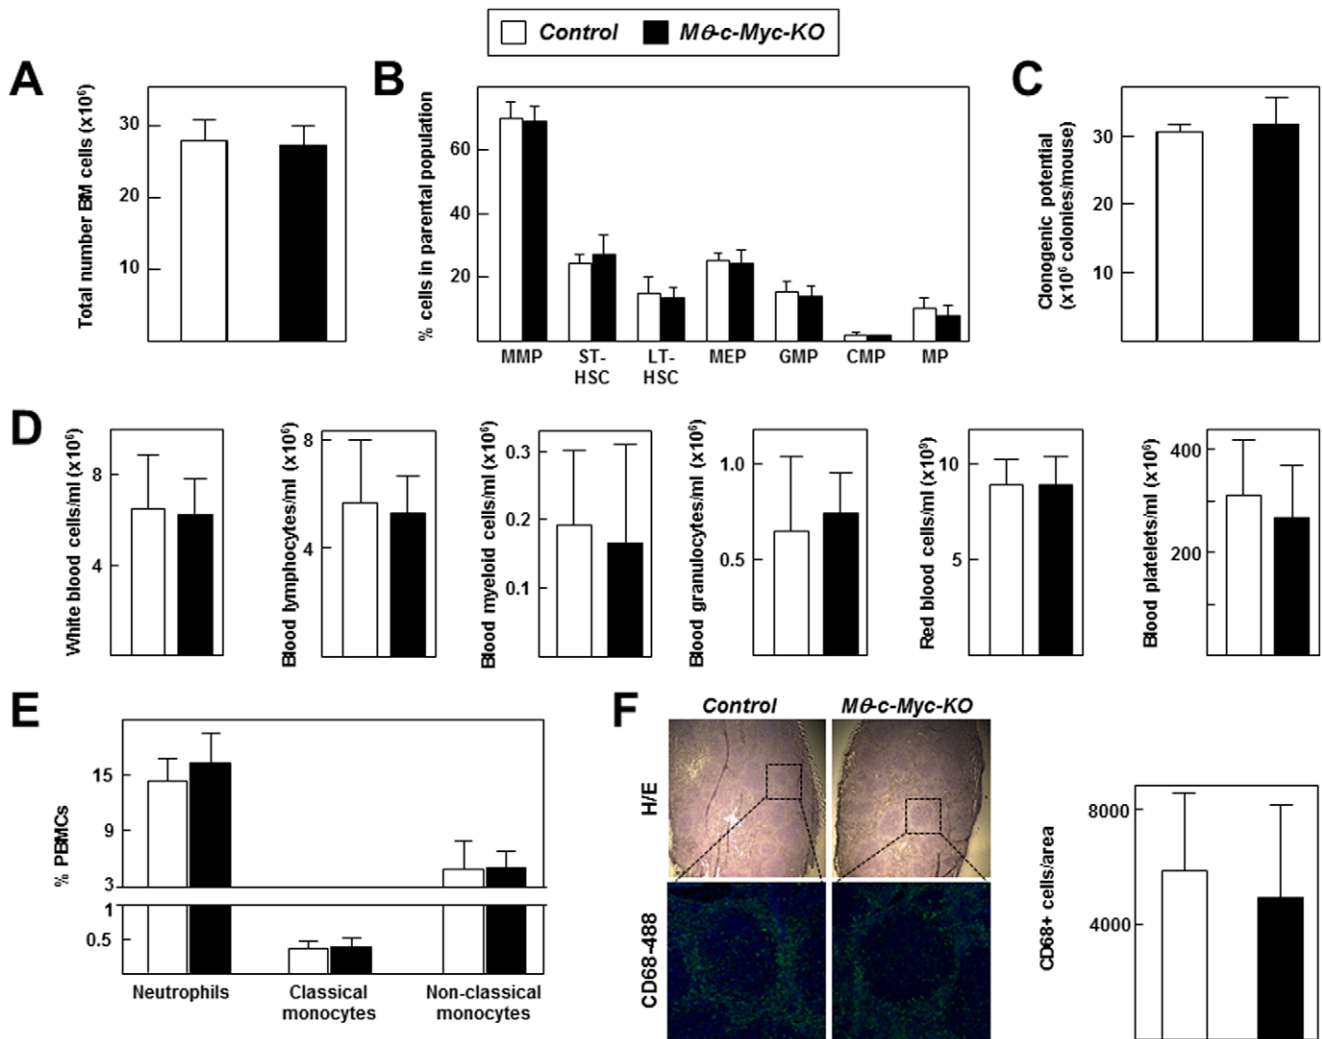 Control Mθ-c-Myc-KO
A
Total number BM cells (x10⁶)
30
20
10
B
% cells in parental population
60
40
20
MMP
ST-
HSC
LT-
HSC
MEP
GMP
CMP
MP
C
Clonogenic potential
(x10⁶ colonies/mouse)
30
20
10
D
White blood cells/ml (x10⁶)
8
4
Blood lymphocytes/ml (x10⁶)
8
4
Blood myeloid cells/ml (x10⁶)
0.3
0.2
0.1
Blood granulocytes/ml (x10⁶)
1.0
0.5
Red blood cells/ml (x10⁹)
10
5
Blood platelets/ml (x10⁶)
400
200
E
% PBMCs
15
9
3
1
0.5
Neutrophils
Classical
monocytes
Non-classical
monocytes
F
Control Mθ-c-Myc-KO
H/E
CD68-488
CD68+ cells/area
8000
4000